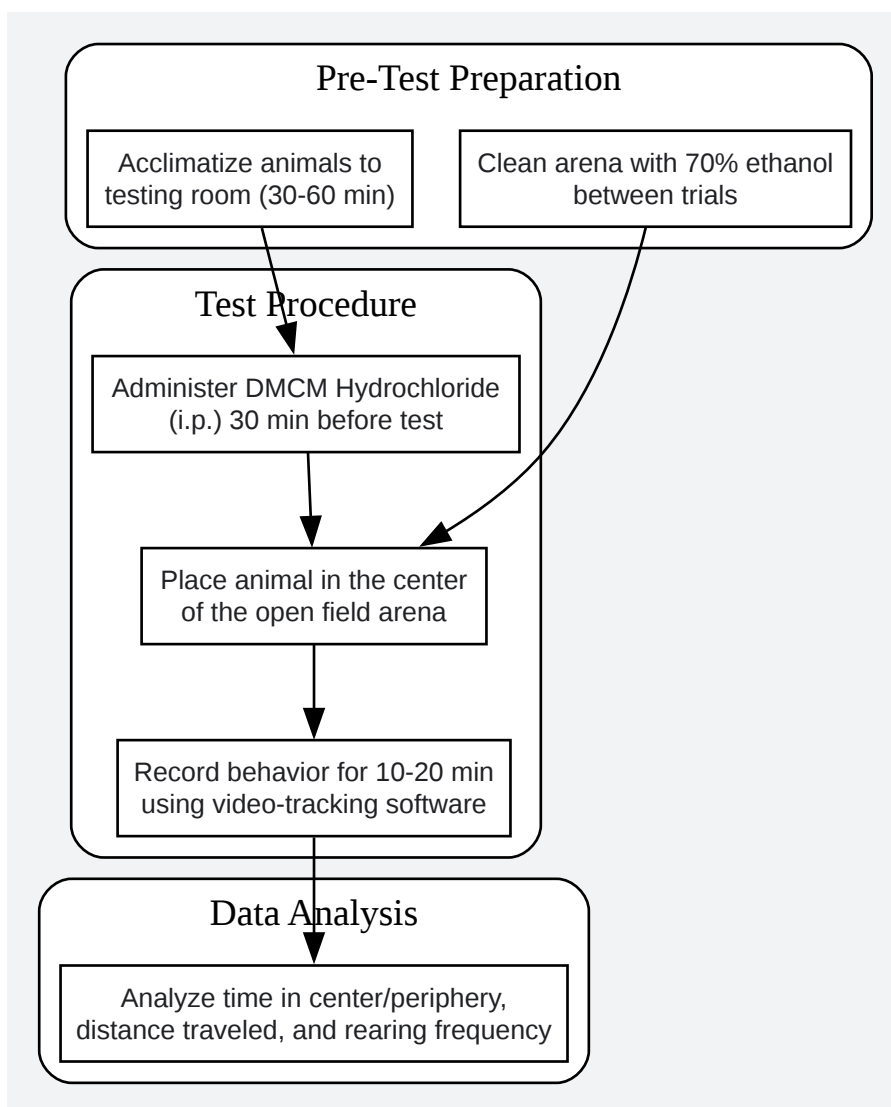 Pre-Test Preparation
Acclimatize animals to
testing room (30-60 min)
Clean arena with 70% ethanol
between trials
Test Procedure
Administer DMCM Hydrochloride
(i.p.) 30 min before test
Place animal in the center
of the open field arena
Record behavior for 10-20 min
using video-tracking software
Data Analysis
Analyze time in center/periphery,
distance traveled, and rearing frequency